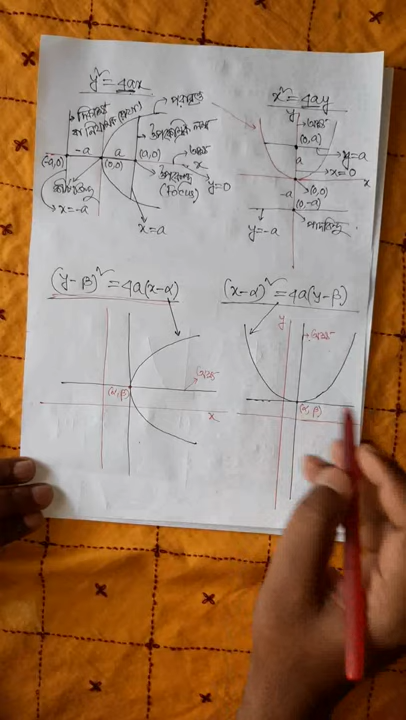 y² = 4ax
x² = 4ay
পরাবৃত্ত
y
অক্ষ
বা নিয়ামক রেখা
উপকেন্দ্রিক লম্ব
(-a,0)
-a
a
(0,0)
(a,0)
অক্ষ
x
y=0
শীর্ষবিন্দু
উপকেন্দ্র
(Focus)
x=-a
x=a
(0,a)
a
y=a
x=0
x
-a
(0,0)
(0,-a)
y=-a
পাদবিন্দু
(y-β)² = 4a(x-α)
(x-α)² = 4a(y-β)
অক্ষ
(α,β)
x
y
অক্ষ
(α,β)